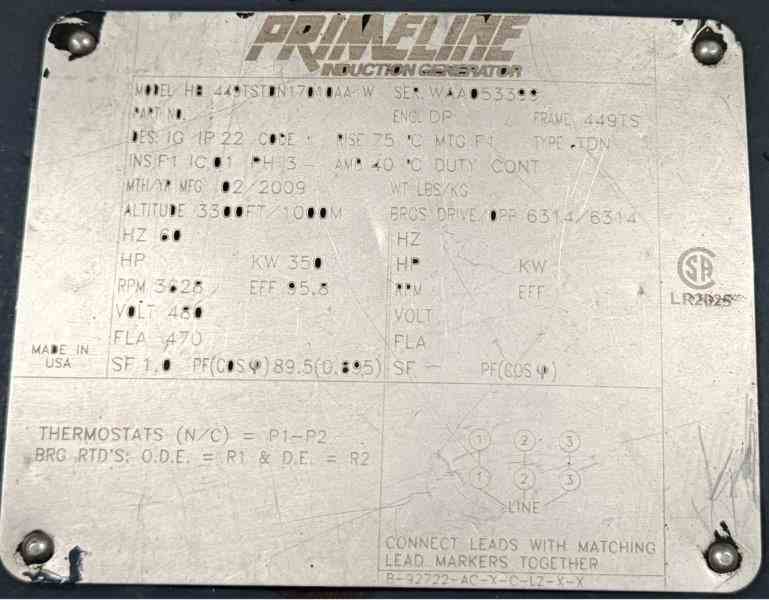 PRIMELINE
INDUCTION GENERATOR
MODEL SER.
PART NO. ENCL DP FRAME 449TS
DES. IG IP 22 CODE RISE 75 °C MTG F1 TYPE TDN
INS F1 IC 01 PH 3- AMB 40 °C DUTY CONT
MTH/YR MFG 02/2009 WT LBS/KG
ALTITUDE 3300FT/1000M BRGS DRIVE/OPP 6314/6314
HZ 60 HZ
HP KW 350 HP KW
RPM 3628 EFF 95.8 RPM EFF
VOLT 480 VOLT
FLA 470 FLA
SF 1.0 PF(COSφ) 89.5(0.895) SF - PF(COSφ)
MADE IN
USA
SA
THERMOSTATS (N/C) = P1-P2
BRG RTD'S: O.D.E. = R1 & D.E. = R2
1 2 3
1 2 3
LINE
CONNECT LEADS WITH MATCHING
LEAD MARKERS TOGETHER
B-92722-AC-X-C-LZ-X-X